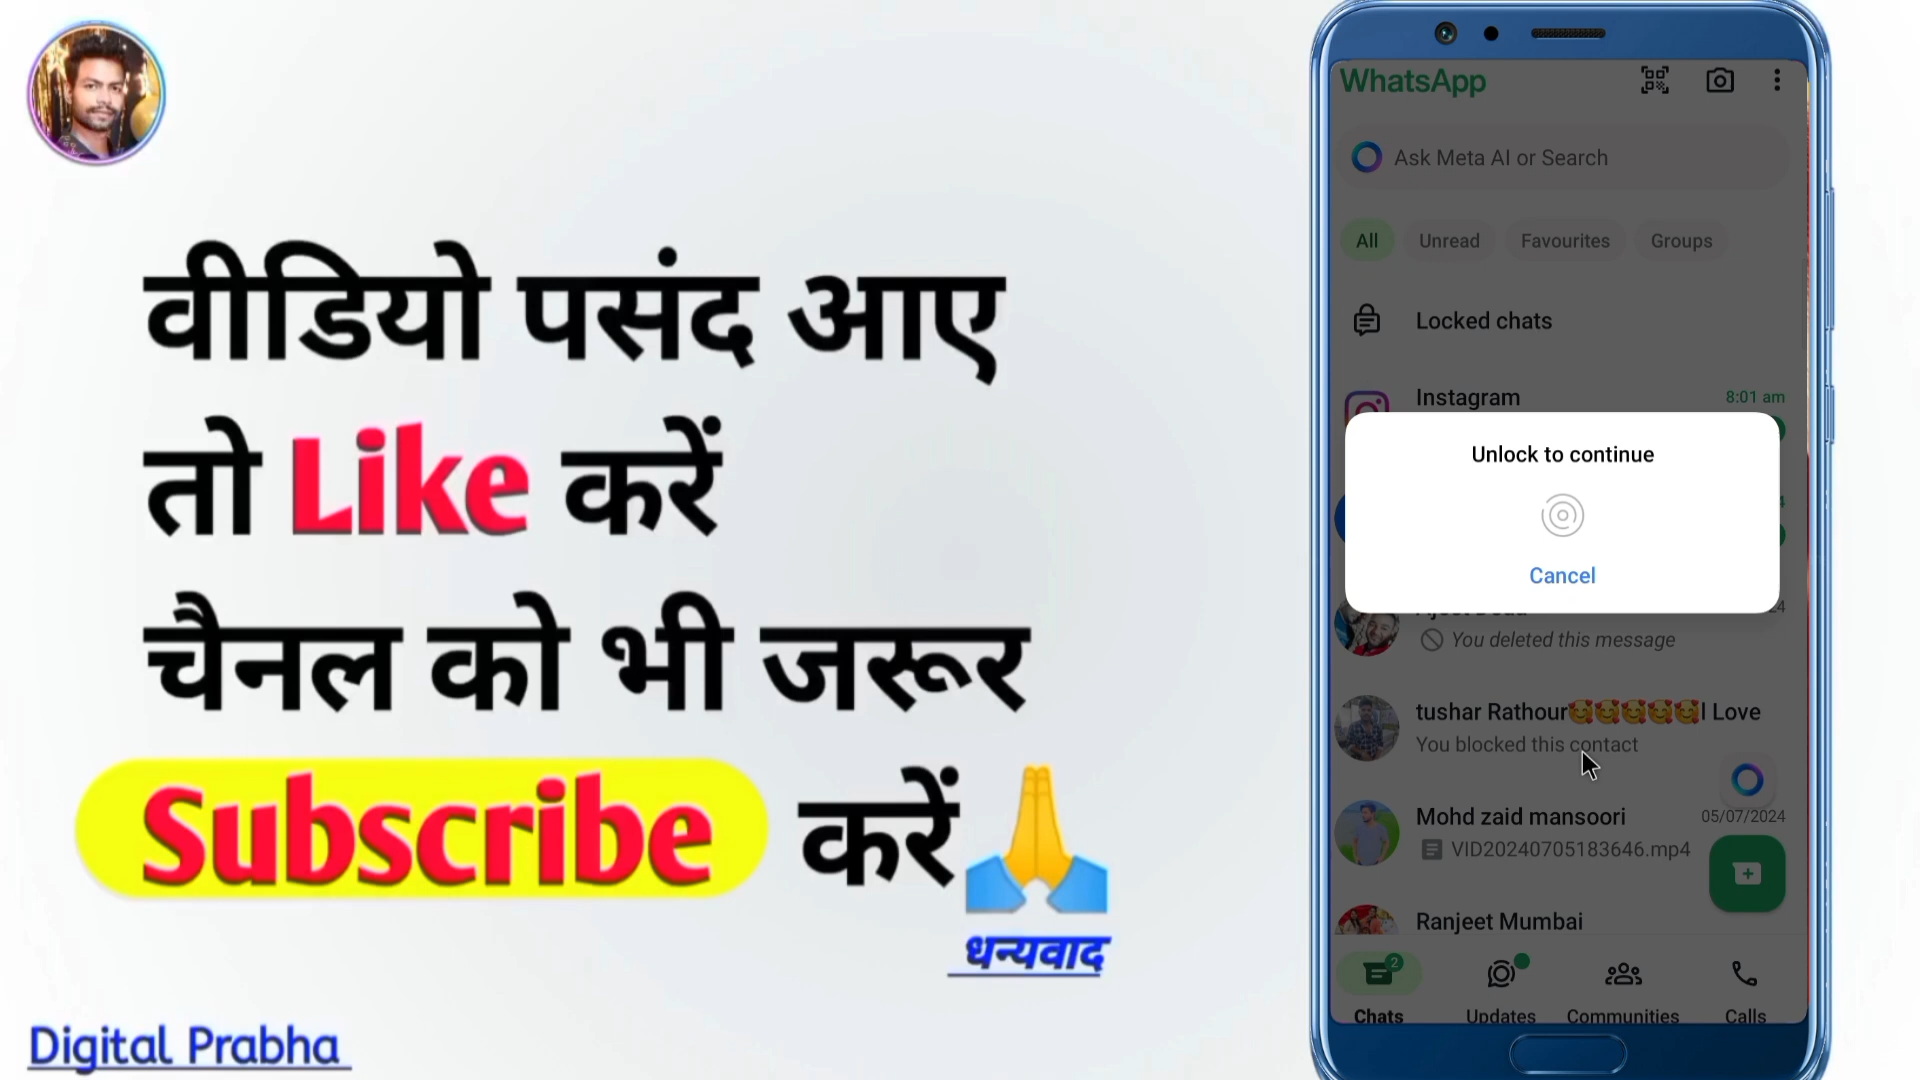 वीडियो पसंद आए
तो Like करें
चैनल को भी जरूर
Subscribe करें🙏
धन्यवाद
Digital Prabha
WhatsApp
Ask Meta AI or Search
All Unread Favourites Groups
Locked chats
Instagram 8:01 am
Unlock to continue
Cancel
You deleted this message
tushar Rathour🥰🥰🥰🥰🥰I Love
You blocked this contact
Mohd zaid mansoori 05/07/2024
VID20240705183646.mp4
Ranjeet Mumbai
2
Chats Updates Communities Calls